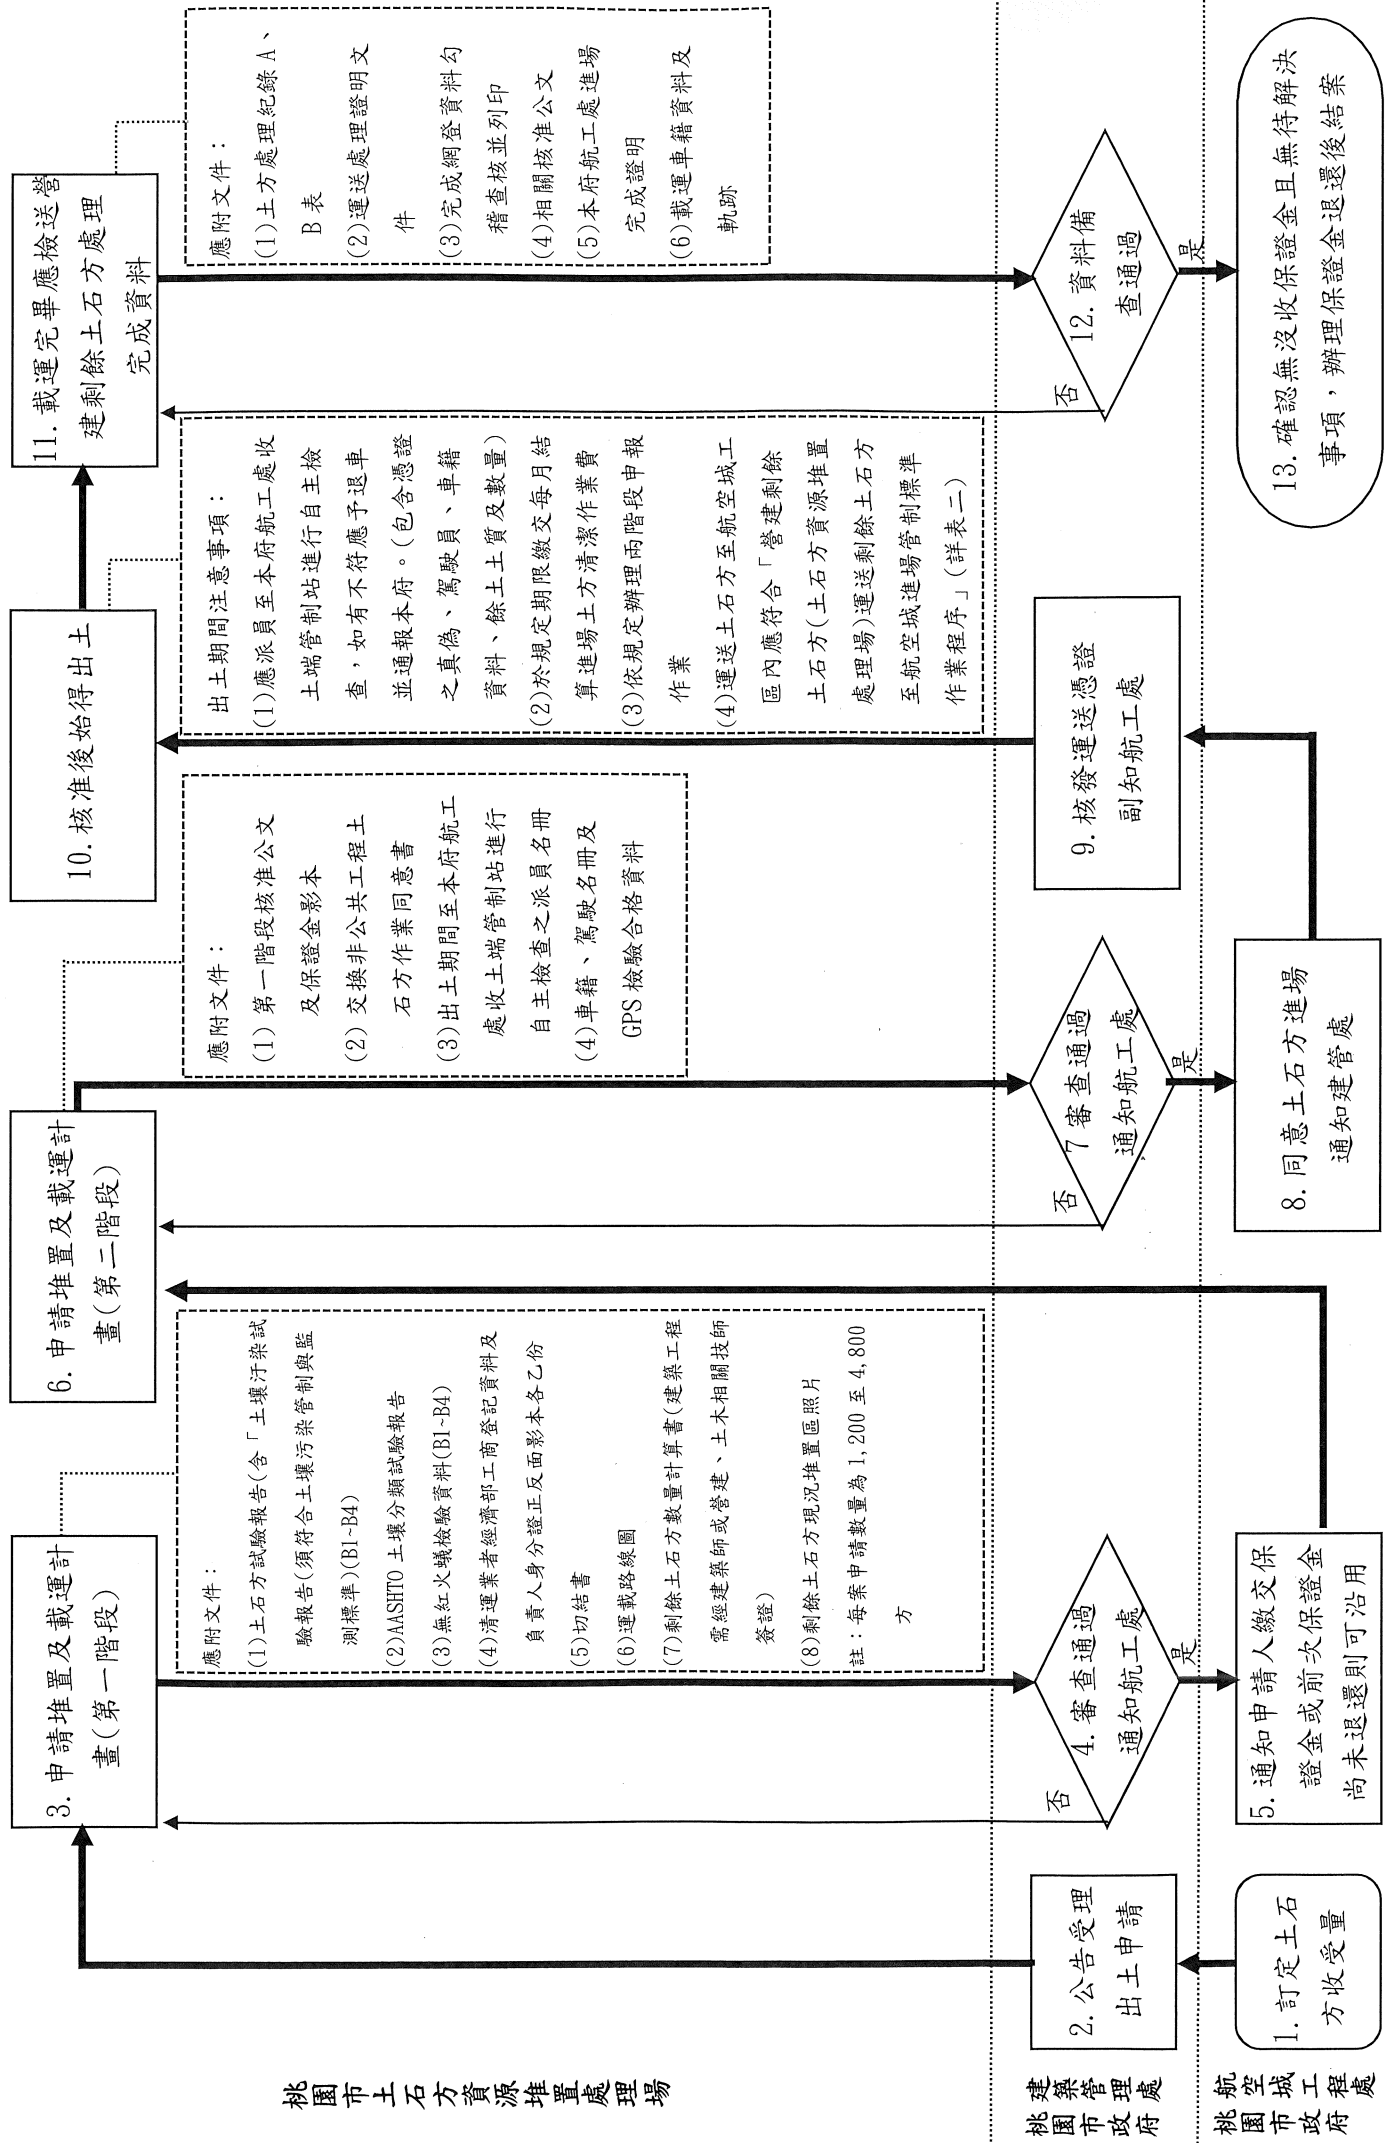 桃園市土石方資源堆置處理場
桃園市政府
建築管理處
桃園市政府
航空城工程處
1.訂定土石
方收受量
2.公告受理
出土申請
3.申請堆置及載運計
畫(第一階段)
應附文件：
(1)土石方試驗報告(含「土壤汙染試
驗報告(須符合土壤污染管制與監
測標準)(B1~B4)
(2)AASHTO 土壤分類試驗報告
(3)無紅火蟻檢驗資料(B1~B4)
(4)清運業者經濟部工商登記資料及
負責人身分證正反面影本各乙份
(5)切結書
(6)運載路線圖
(7)剩餘土石方數量計算書(建築工程
需經建築師或營建、土木相關技師
簽證)
(8)剩餘土石方現況堆置區照片
註：每案申請數量為 1,200 至 4,800
方
4.審查通過
通知航工處
否
是
5.通知申請人繳交保
證金或前次保證金
尚未退還則可沿用
6.申請堆置及載運計
畫(第二階段)
應附文件：
(1) 第一階段核准公文
及保證金影本
(2) 交換非公共工程土
石方作業同意書
(3)出土期間至本府航工
處收土端管制站進行
自主檢查之派員名冊
(4)車籍、駕駛名冊及
GPS 檢驗合格資料
7 審查通過
通知航工處
否
是
8.同意土石方進場
通知建管處
9.核發運送憑證
副知航工處
10.核准後始得出土
出土期間注意事項：
(1)應派員至本府航工處收
土端管制站進行自主檢
查，如有不符應予退車
並通報本府。(包含憑證
之真偽、駕駛員、車籍
資料、餘土土質及數量)
(2)於規定期限繳交每月結
算進場土方清潔作業費
(3)依規定辦理兩階段申報
作業
(4)運送土石方至航空城工
區內應符合「營建剩餘
土石方(土石方資源堆置
處理場)運送剩餘土石方
至航空城進場管制標準
作業程序」(詳表二)
11.載運完畢應檢送營
建剩餘土石方處理
完成資料
應附文件：
(1)土方處理紀錄 A、
B 表
(2)運送處理證明文
件
(3)完成網登資料勾
稽查核並列印
(4)相關核准公文
(5)本府航工處進場
完成證明
(6)載運車籍資料及
軌跡
12.資料備
查通過
否
是
13.確認無沒收保證金且無待解決
事項，辦理保證金退還後結案